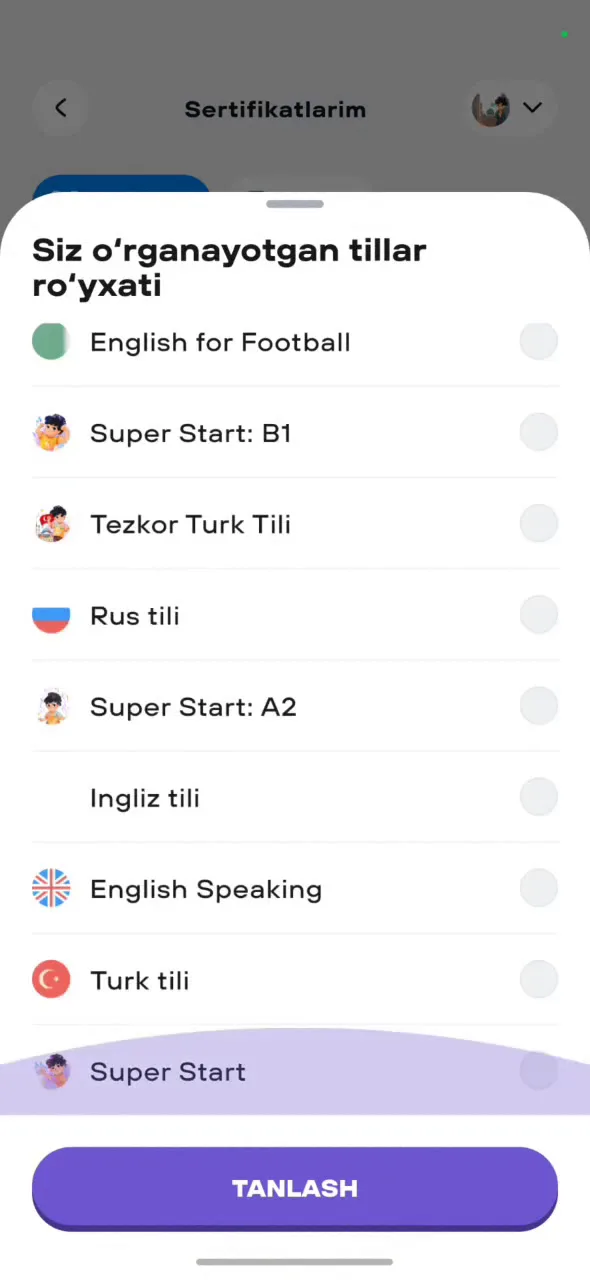 Sertifikatlarim
Siz o‘rganayotgan tillar
ro‘yxati
English for Football
Super Start: B1
Tezkor Turk Tili
Rus tili
Super Start: A2
Ingliz tili
English Speaking
Turk tili
Super Start
TANLASH